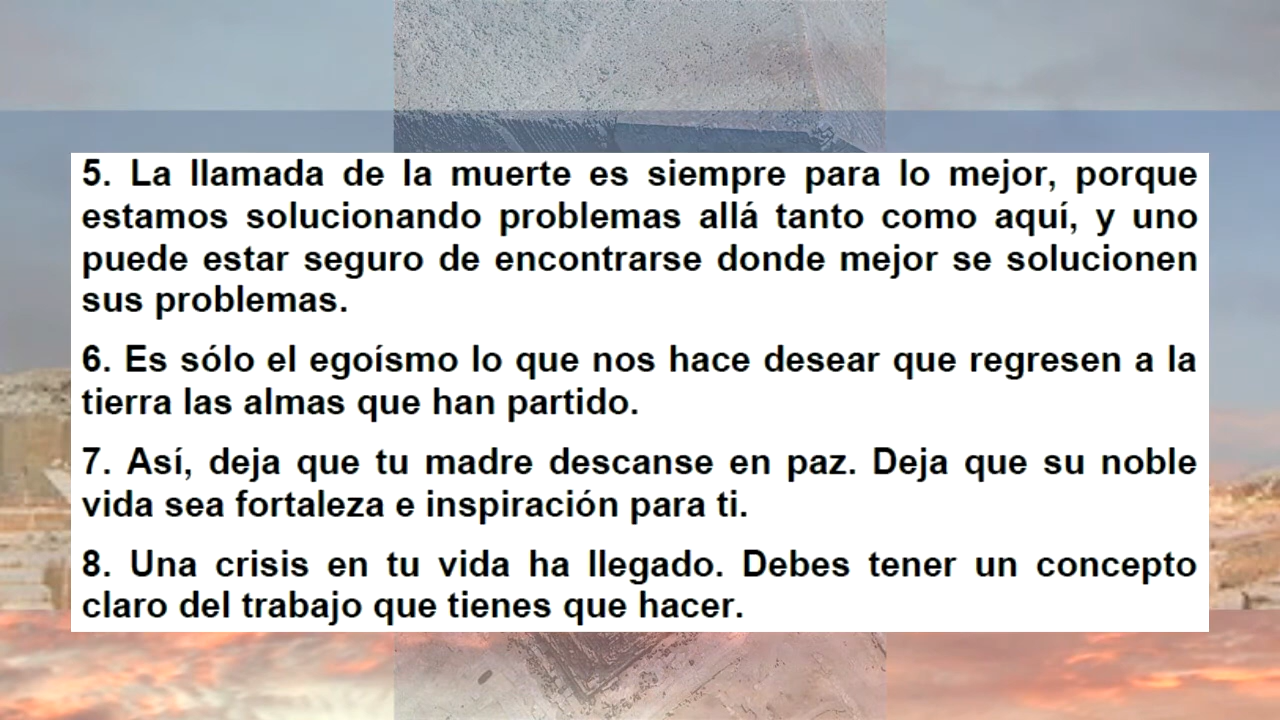 5. La llamada de la muerte es siempre para lo mejor, porque
estamos solucionando problemas allá tanto como aquí, y uno
puede estar seguro de encontrarse donde mejor se solucionen
sus problemas.
6. Es sólo el egoísmo lo que nos hace desear que regresen a la
tierra las almas que han partido.
7. Así, deja que tu madre descanse en paz. Deja que su noble
vida sea fortaleza e inspiración para ti.
8. Una crisis en tu vida ha llegado. Debes tener un concepto
claro del trabajo que tienes que hacer.